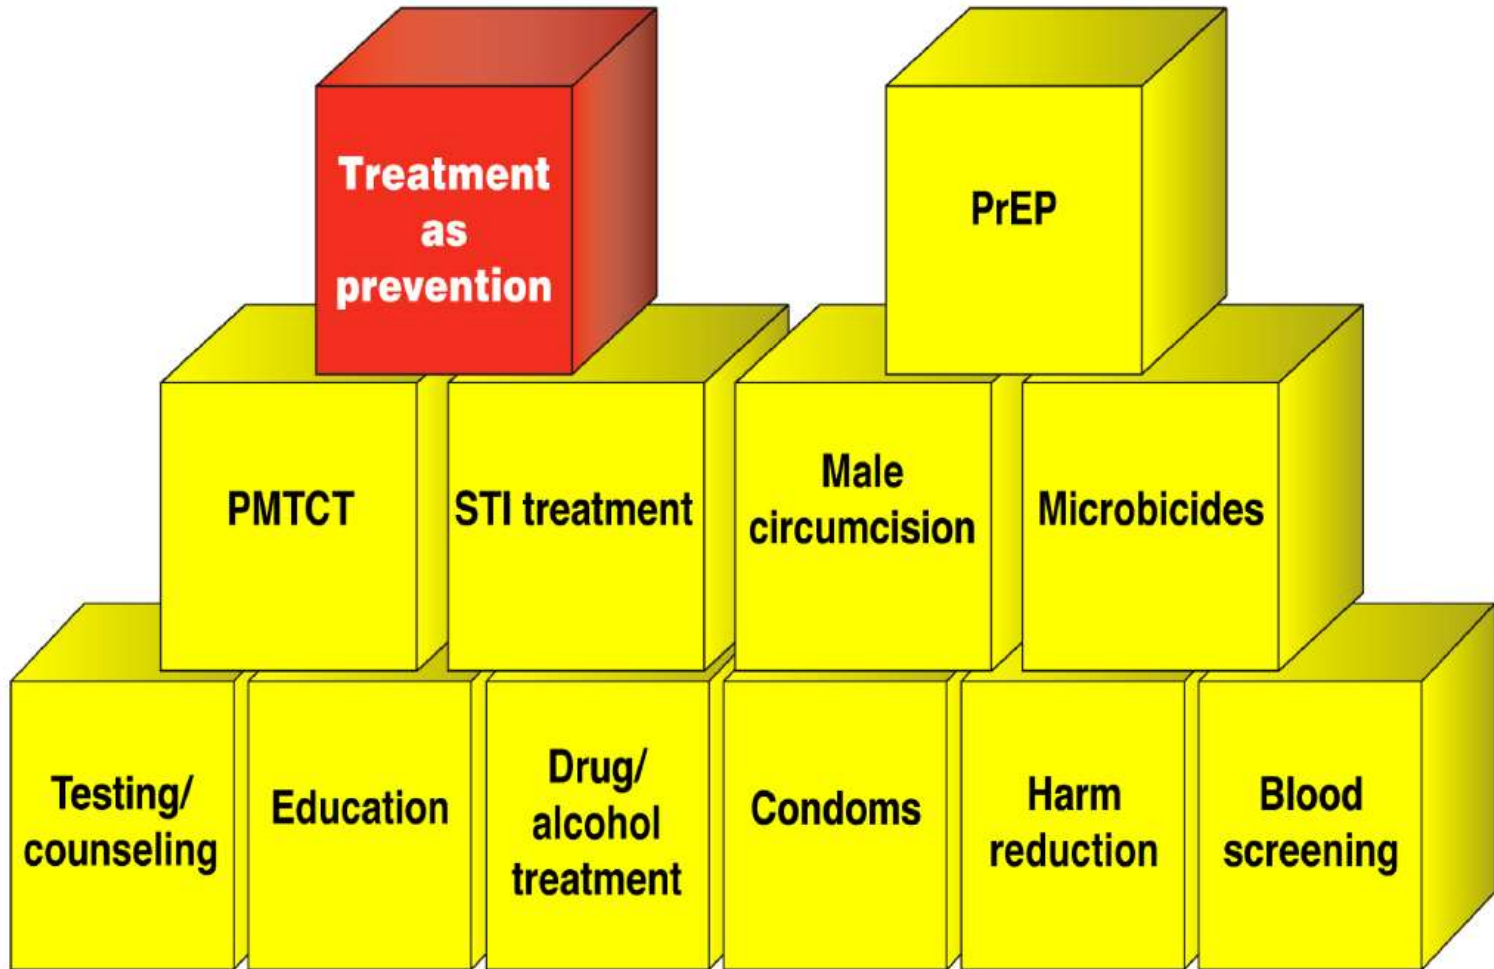 Treatment
as
prevention
PrEP
PMTCT
STI treatment
Male
circumcision
Microbicides
Testing/
counseling
Education
Drug/
alcohol
treatment
Condoms
Harm
reduction
Blood
screening